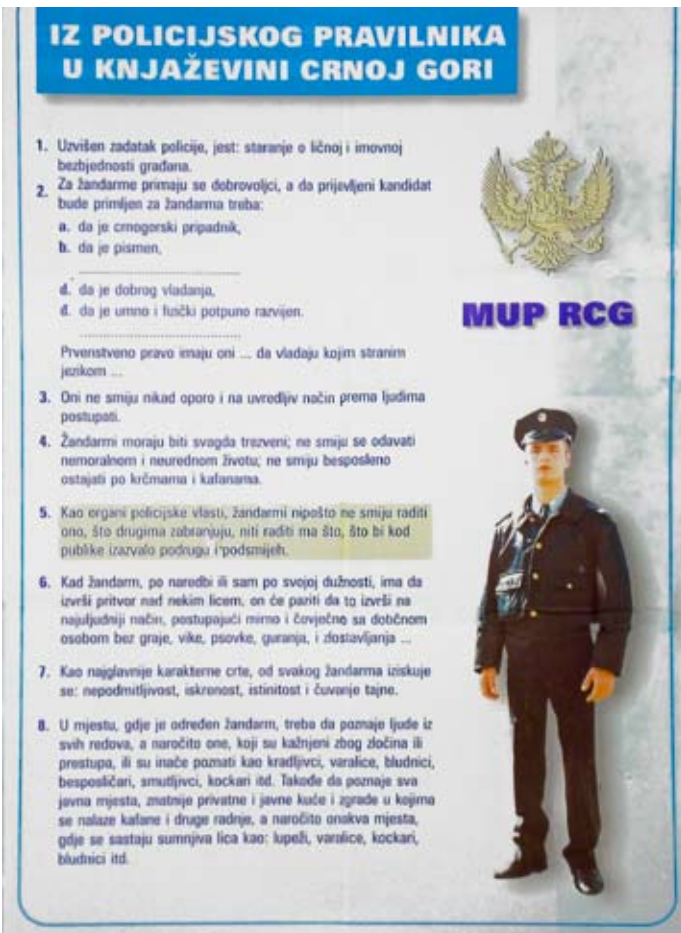 IZ POLICIJSKOG PRAVILNIKA
U KNJAŽEVINI CRNOJ GORI
1. Uzvišen zadatak policije, jest: staranje o ličnoj i imovnoj
bezbjednosti građana.
2. Za žandarme primaju se dobrovoljci, a da prijavljeni kandidat
bude primljen za žandarma treba:
a. da je crnogorski pripadnik,
b. da je pismen,
................................
d. da je dobrog vladanja,
đ. da je umno i fisički potpuno razvijen.
................................
Prvenstveno pravo imaju oni ... da vladaju kojim stranim
jezikom ...
MUP RCG
3. Oni ne smiju nikad oporo i na uvredljiv način prema ljudima
postupati.
4. Žandarmi moraju biti svagda trezveni; ne smiju se odavati
nemoralnom i neurednom životu; ne smiju besposleno
ostajati po krčmama i kafanama.
5. Kao organi policijske vlasti, žandarmi nipošto ne smiju raditi
ono, što drugima zabranjuju, niti raditi ma što, što bi kod
publike izazvalo podrugu i podsmijeh.
6. Kad žandarm, po naredbi ili sam po svojoj dužnosti, ima da
izvrši pritvor nad nekim licem, on će paziti da to izvrši na
najuljudniji način, postupajući mirno i čovječno sa dotičnom
osobom bez graje, vike, psovke, guranja, i zlostavljanja ...
7. Kao najglavnije karakterne crte, od svakog žandarma iziskuje
se: nepodmitljivost, iskrenost, istinitost i čuvanje tajne.
8. U mjestu, gdje je određen žandarm, treba da poznaje ljude iz
svih redova, a naročito one, koji su kažnjeni zbog zločina ili
prestupa, ili su inače poznati kao kradljivci, varalice, bludnici,
besposličari, smutljivci, kockari itd. Takođe da poznaje sva
javna mjesta, znatnije privatne i javne kuće i zgrade u kojima
se nalaze kafane i druge radnje, a naročito onakva mjesta,
gdje se sastaju sumnjiva lica kao: lupeži, varalice, kockari,
bludnici itd.